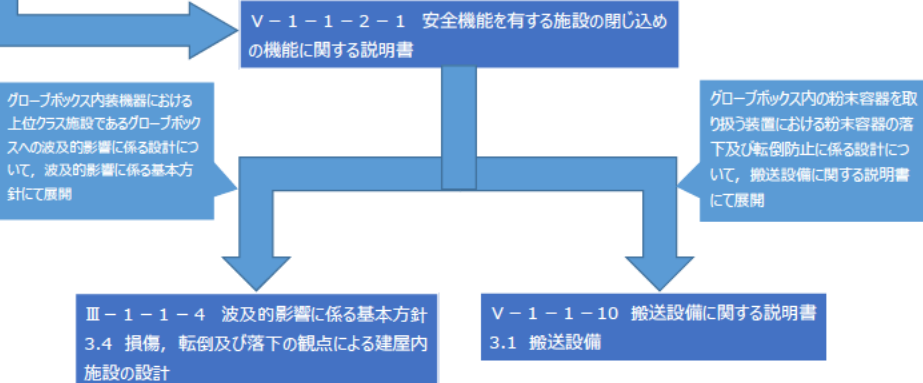 Ⅴ－１－１－２－１　安全機能を有する施設の閉じ込め
の機能に関する説明書
グローブボックス内装機器における
上位クラス施設であるグローブボック
スへの波及的影響に係る設計につ
いて，波及的影響に係る基本方
針にて展開
グローブボックス内の粉末容器を取
り扱う装置における粉末容器の落
下及び転倒防止に係る設計につ
いて，搬送設備に関する説明書
にて展開
Ⅲ－１－１－４　波及的影響に係る基本方針
3.4　損傷，転倒及び落下の観点による建屋内
施設の設計
Ⅴ－１－１－10　搬送設備に関する説明書
3.1　搬送設備